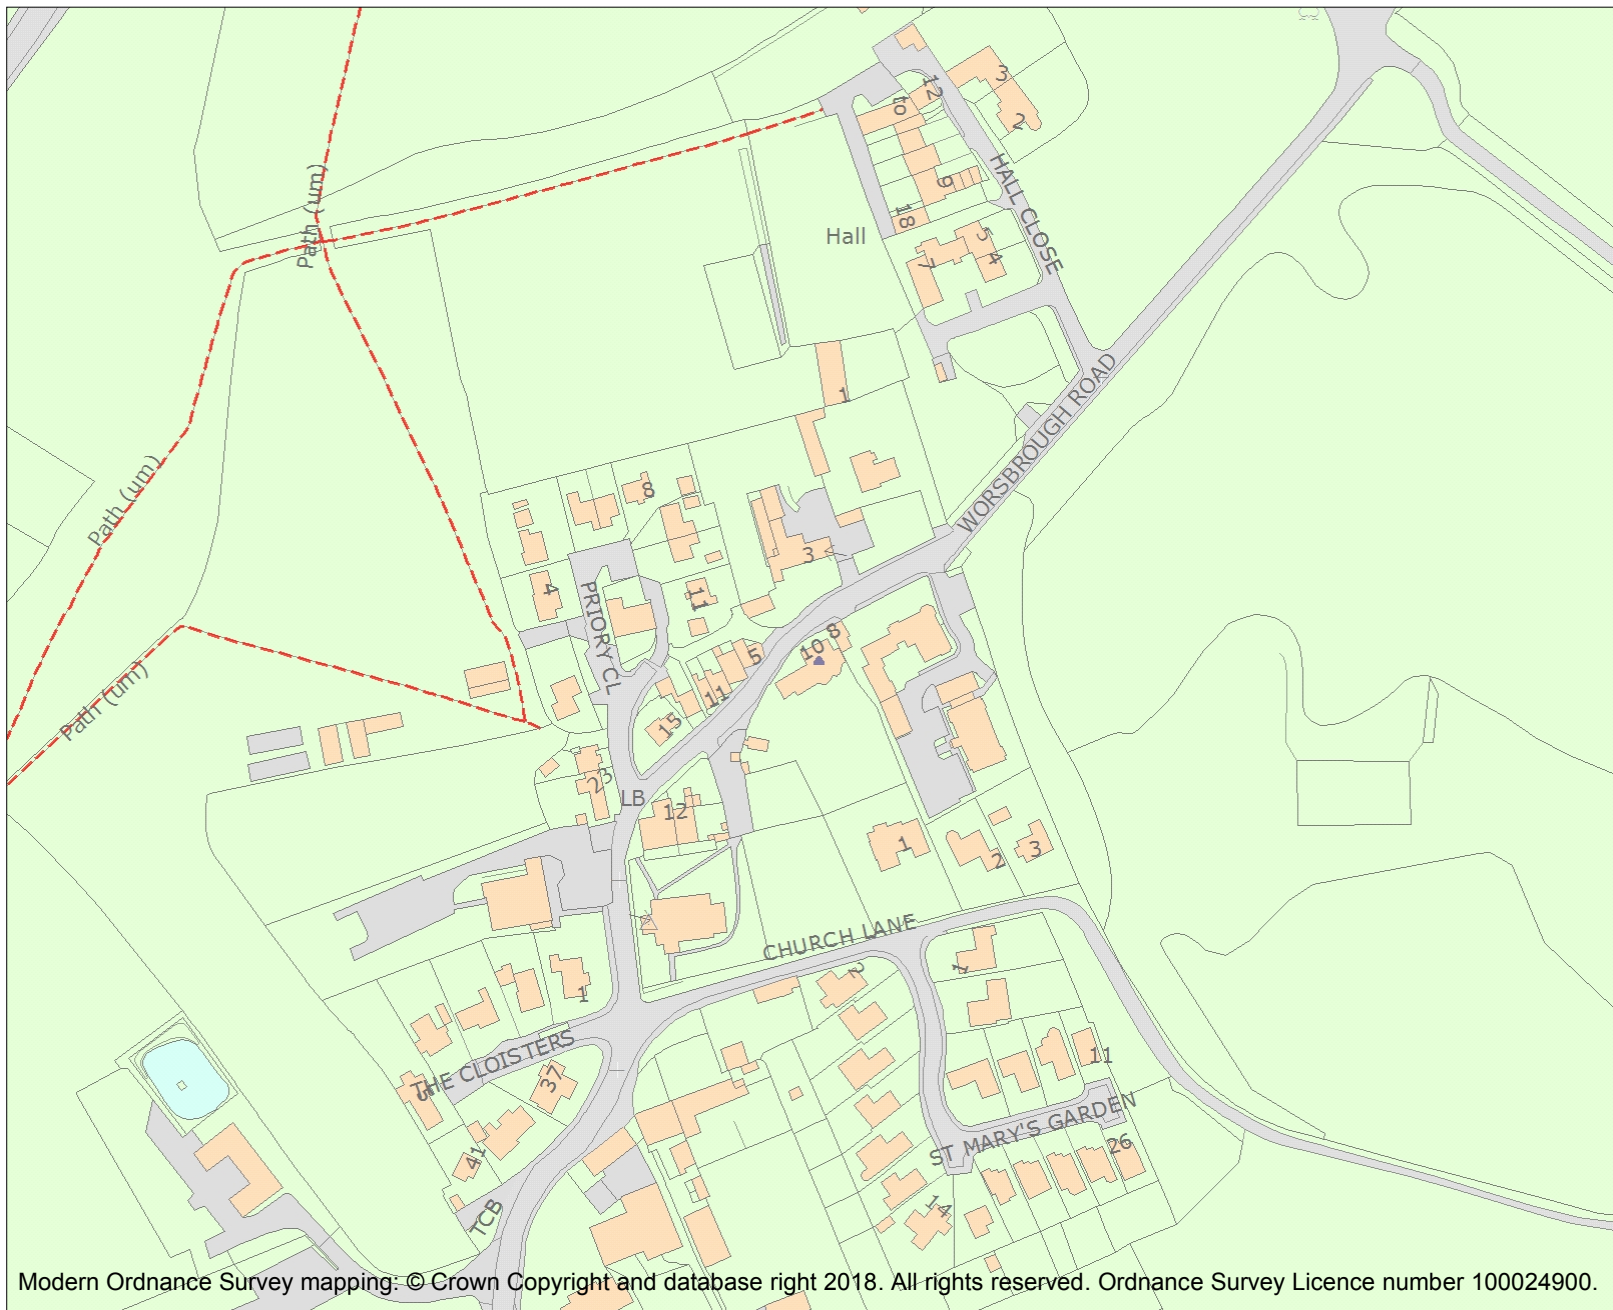 3
12
to
2
HALL CLOSE
9
18
Hall
5
4
7
Path (um)
WORSBROUGH ROAD
1
8
Path (um)
3
4
PRIORY CL
11
10
8
5
11
15
Path (um)
23
LB
12
1
2
3
CHURCH LANE
1
2
1
THE CLOISTERS
5
37
11
ST MARY'S GARDEN
26
41
14
TCB
Modern Ordnance Survey mapping: © Crown Copyright and database right 2018. All rights reserved. Ordnance Survey Licence number 100024900.